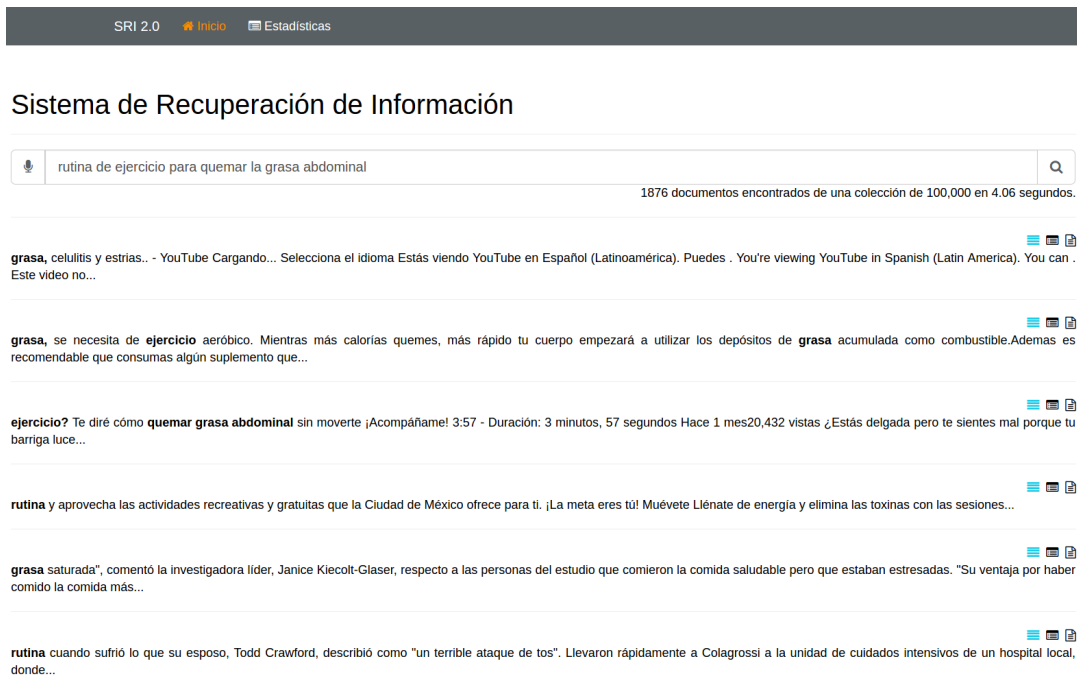 SRI 2.0 Inicio Estadísticas
Sistema de Recuperación de Información
rutina de ejercicio para quemar la grasa abdominal
1876 documentos encontrados de una colección de 100,000 en 4.06 segundos.
grasa, celulitis y estrias.. - YouTube Cargando... Selecciona el idioma Estás viendo YouTube en Español (Latinoamérica). Puedes . You're viewing YouTube in Spanish (Latin America). You can .
Este video no...
grasa, se necesita de ejercicio aeróbico. Mientras más calorías quemes, más rápido tu cuerpo empezará a utilizar los depósitos de grasa acumulada como combustible.Ademas es
recomendable que consumas algún suplemento que...
ejercicio? Te diré cómo quemar grasa abdominal sin moverte ¡Acompáñame! 3:57 - Duración: 3 minutos, 57 segundos Hace 1 mes20,432 vistas ¿Estás delgada pero te sientes mal porque tu
barriga luce...
rutina y aprovecha las actividades recreativas y gratuitas que la Ciudad de México ofrece para ti. ¡La meta eres tú! Muévete Llénate de energía y elimina las toxinas con las sesiones...
grasa saturada", comentó la investigadora líder, Janice Kiecolt-Glaser, respecto a las personas del estudio que comieron la comida saludable pero que estaban estresadas. "Su ventaja por haber
comido la comida más...
rutina cuando sufrió lo que su esposo, Todd Crawford, describió como "un terrible ataque de tos". Llevaron rápidamente a Colagrossi a la unidad de cuidados intensivos de un hospital local,
donde...